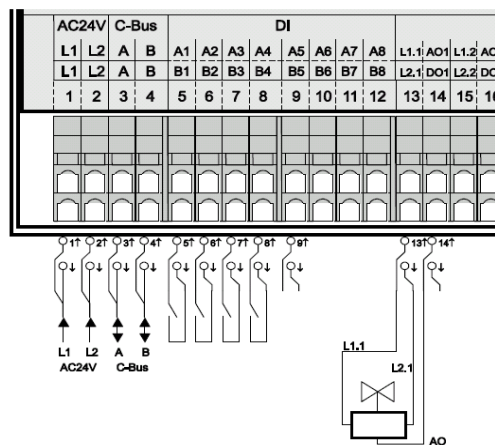 AC24V C-Bus DI
L1 L2 A B A1 A2 A3 A4 A5 A6 A7 A8 L1.1 AO1 L1.2
L1 L2 A B B1 B2 B3 B4 B5 B6 B7 B8 L2.1 DO1 L2.2
1 2 3 4 5 6 7 8 9 10 11 12 13 14 15
1↑ 2↑ 3↑ 4↑ 5↑ 6↑ 7↑ 8↑ 9↑ 13↑ 14↑
↓ ↓ ↓ ↓ ↓ ↓ ↓ ↓ ↓ ↓ ↓
L1 L2 A B
AC24V C-Bus
L1.1
L2.1
AO